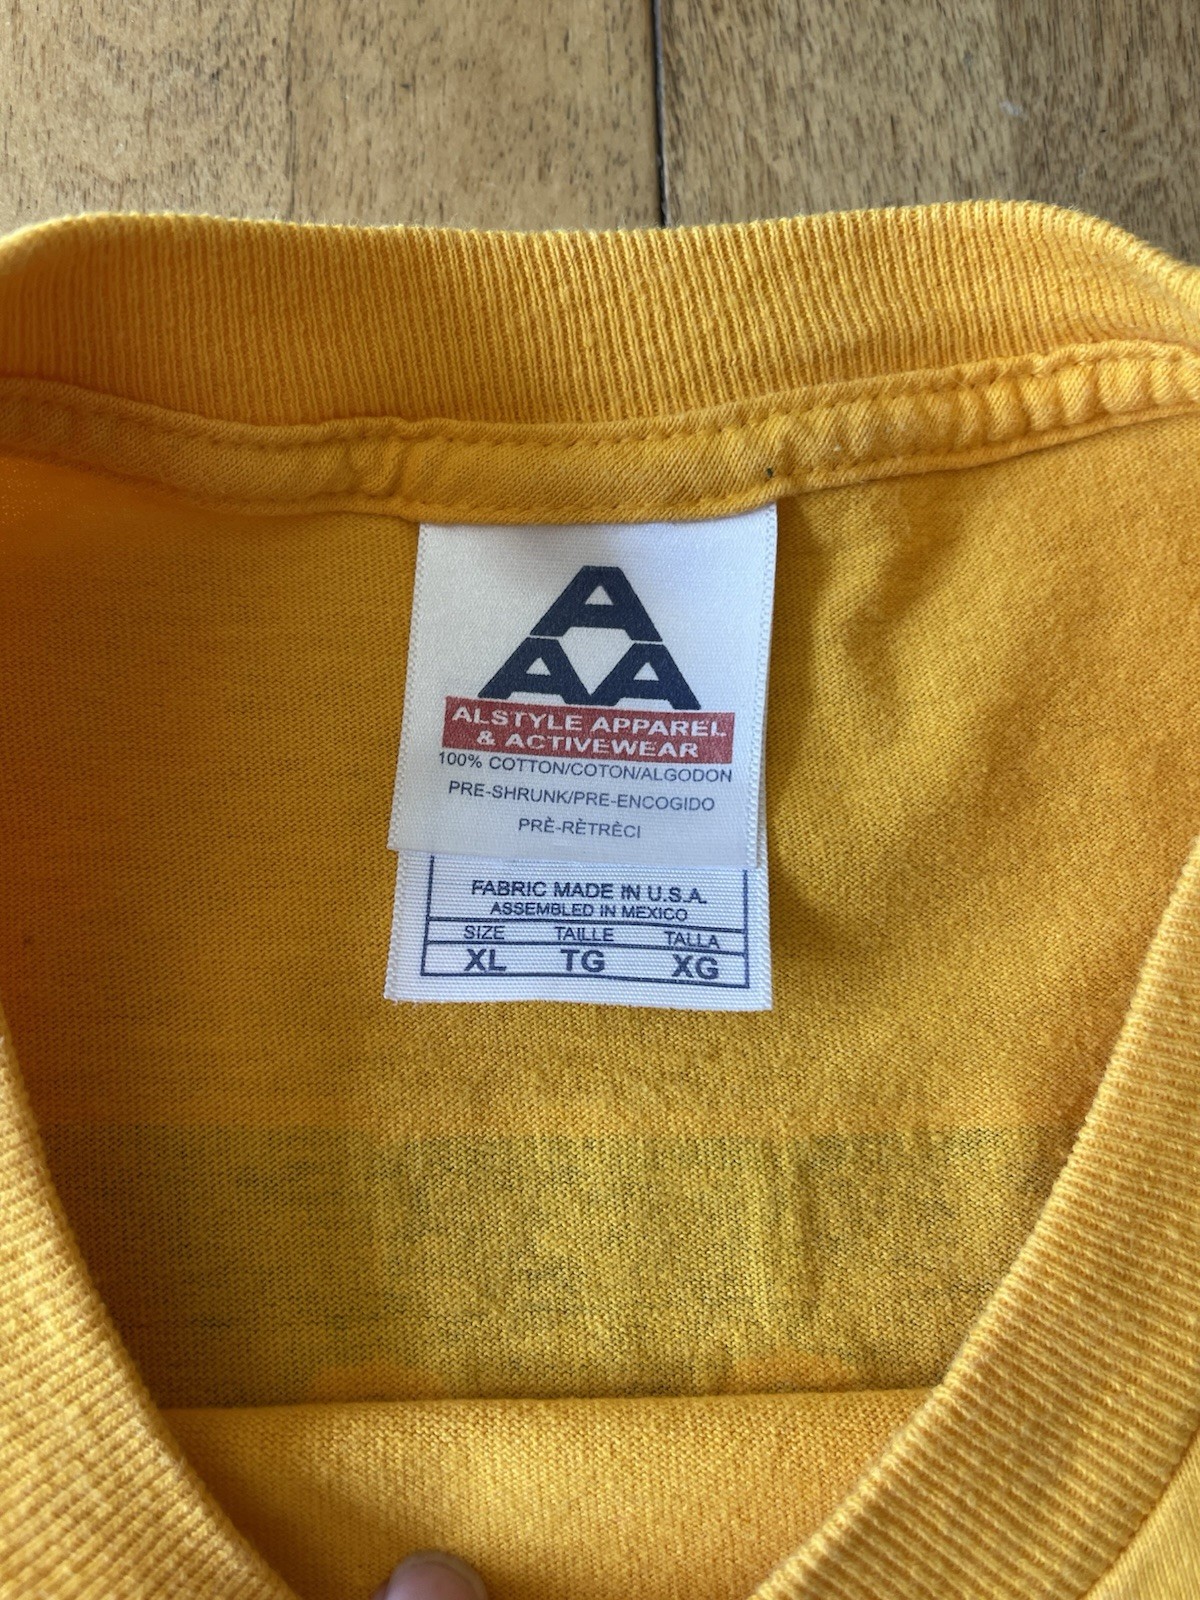 A
AA
ALSTYLE APPAREL
& ACTIVEWEAR
100% COTTON/COTON/ALGODON
PRE-SHRUNK/PRE-ENCOGIDO
PRÈ-RÈTRÈCI
FABRIC MADE IN U.S.A.
ASSEMBLED IN MEXICO
SIZE TAILLE TALLA
XL TG XG